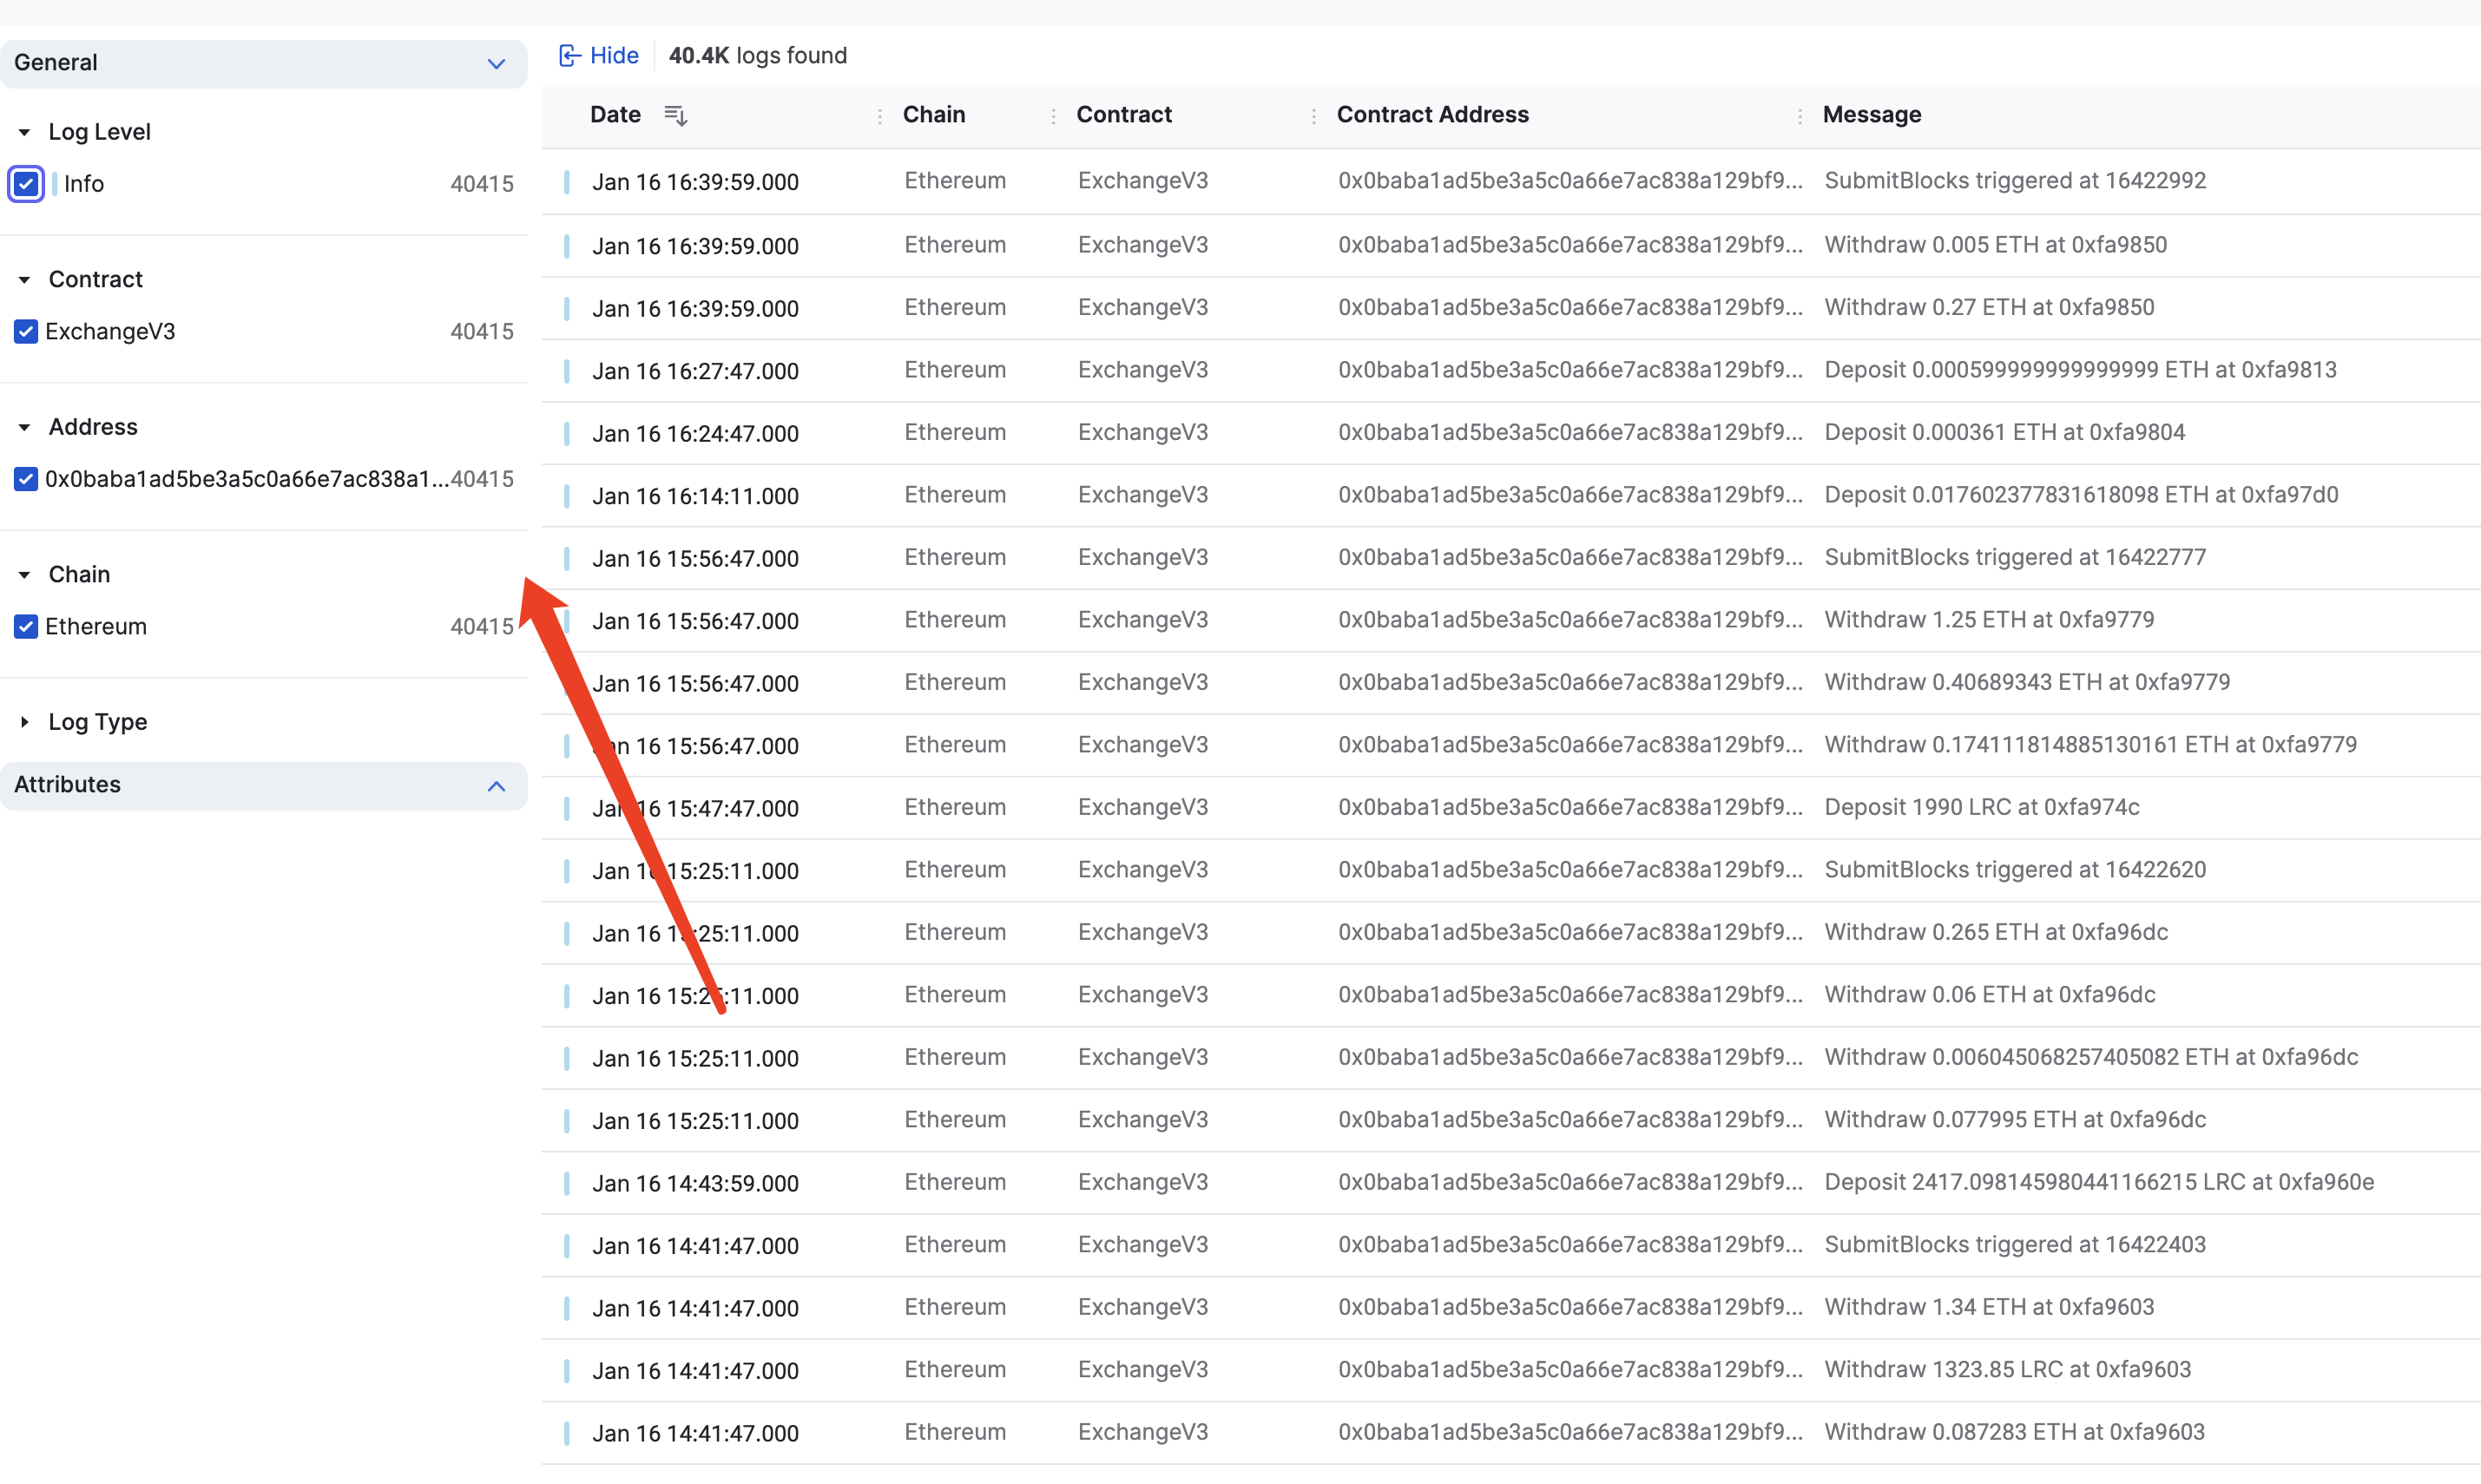 General
Log Level
Info 40415
Contract
ExchangeV3 40415
Address
0x0baba1ad5be3a5c0a66e7ac838a1...40415
Chain
Ethereum 40415
Log Type
Attributes
Hide 40.4K logs found
Date Chain Contract Contract Address Message
Jan 16 16:39:59.000 Ethereum ExchangeV3 0x0baba1ad5be3a5c0a66e7ac838a129bf9... SubmitBlocks triggered at 16422992
Jan 16 16:39:59.000 Ethereum ExchangeV3 0x0baba1ad5be3a5c0a66e7ac838a129bf9... Withdraw 0.005 ETH at 0xfa9850
Jan 16 16:39:59.000 Ethereum ExchangeV3 0x0baba1ad5be3a5c0a66e7ac838a129bf9... Withdraw 0.27 ETH at 0xfa9850
Jan 16 16:27:47.000 Ethereum ExchangeV3 0x0baba1ad5be3a5c0a66e7ac838a129bf9... Deposit 0.000599999999999999 ETH at 0xfa9813
Jan 16 16:24:47.000 Ethereum ExchangeV3 0x0baba1ad5be3a5c0a66e7ac838a129bf9... Deposit 0.000361 ETH at 0xfa9804
Jan 16 16:14:11.000 Ethereum ExchangeV3 0x0baba1ad5be3a5c0a66e7ac838a129bf9... Deposit 0.017602377831618098 ETH at 0xfa97d0
Jan 16 15:56:47.000 Ethereum ExchangeV3 0x0baba1ad5be3a5c0a66e7ac838a129bf9... SubmitBlocks triggered at 16422777
Jan 16 15:56:47.000 Ethereum ExchangeV3 0x0baba1ad5be3a5c0a66e7ac838a129bf9... Withdraw 1.25 ETH at 0xfa9779
Jan 16 15:56:47.000 Ethereum ExchangeV3 0x0baba1ad5be3a5c0a66e7ac838a129bf9... Withdraw 0.40689343 ETH at 0xfa9779
Jan 16 15:56:47.000 Ethereum ExchangeV3 0x0baba1ad5be3a5c0a66e7ac838a129bf9... Withdraw 0.174111814885130161 ETH at 0xfa9779
Jan 16 15:47:47.000 Ethereum ExchangeV3 0x0baba1ad5be3a5c0a66e7ac838a129bf9... Deposit 1990 LRC at 0xfa974c
Jan 16 15:25:11.000 Ethereum ExchangeV3 0x0baba1ad5be3a5c0a66e7ac838a129bf9... SubmitBlocks triggered at 16422620
Jan 16 15:25:11.000 Ethereum ExchangeV3 0x0baba1ad5be3a5c0a66e7ac838a129bf9... Withdraw 0.265 ETH at 0xfa96dc
Jan 16 15:25:11.000 Ethereum ExchangeV3 0x0baba1ad5be3a5c0a66e7ac838a129bf9... Withdraw 0.06 ETH at 0xfa96dc
Jan 16 15:25:11.000 Ethereum ExchangeV3 0x0baba1ad5be3a5c0a66e7ac838a129bf9... Withdraw 0.006045068257405082 ETH at 0xfa96dc
Jan 16 15:25:11.000 Ethereum ExchangeV3 0x0baba1ad5be3a5c0a66e7ac838a129bf9... Withdraw 0.077995 ETH at 0xfa96dc
Jan 16 14:43:59.000 Ethereum ExchangeV3 0x0baba1ad5be3a5c0a66e7ac838a129bf9... Deposit 2417.098145980441166215 LRC at 0xfa960e
Jan 16 14:41:47.000 Ethereum ExchangeV3 0x0baba1ad5be3a5c0a66e7ac838a129bf9... SubmitBlocks triggered at 16422403
Jan 16 14:41:47.000 Ethereum ExchangeV3 0x0baba1ad5be3a5c0a66e7ac838a129bf9... Withdraw 1.34 ETH at 0xfa9603
Jan 16 14:41:47.000 Ethereum ExchangeV3 0x0baba1ad5be3a5c0a66e7ac838a129bf9... Withdraw 1323.85 LRC at 0xfa9603
Jan 16 14:41:47.000 Ethereum ExchangeV3 0x0baba1ad5be3a5c0a66e7ac838a129bf9... Withdraw 0.087283 ETH at 0xfa9603